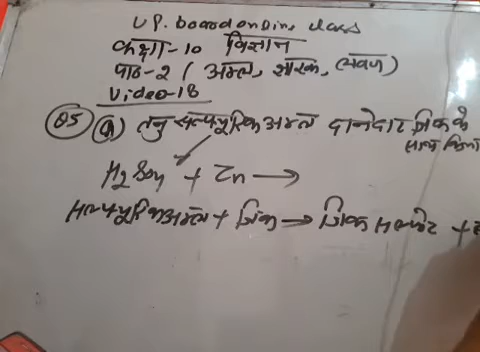 U.P. board online class
कक्षा-10 विज्ञान
पाठ-2 ( अम्ल, क्षारक, लवण)
Video-18
Q5 (a) तनु सल्फ्यूरिक अम्ल दानेदार जिंक के
साथ क्रिया
H2SO4 + Zn →
सल्फ्यूरिक अम्ल + जिंक → जिंक सल्फेट +